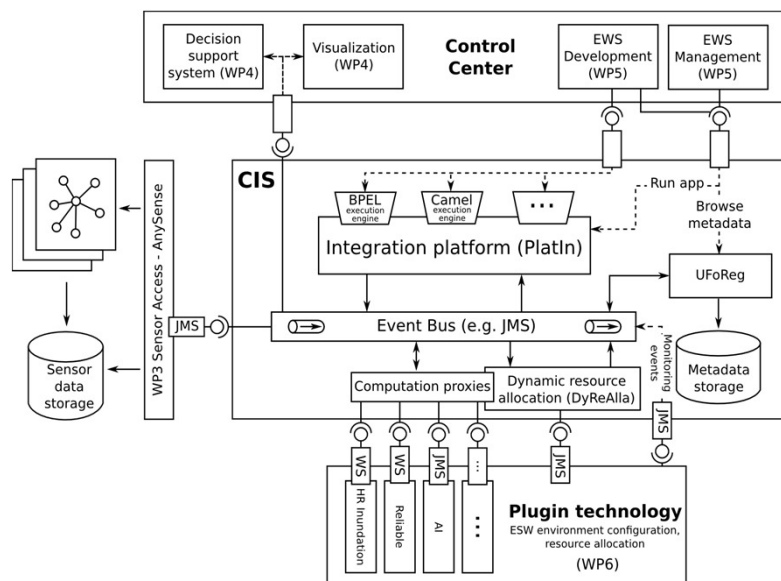 Decision
support
system (WP4)
Visualization
(WP4)
Control
Center
EWS
Development
(WP5)
EWS
Management
(WP5)
CIS
BPEL
execution
engine
Camel
execution
engine
...
Run app
Browse
metadata
Integration platform (PlatIn)
UFoReg
WP3 Sensor Access - AnySense
JMS
Event Bus (e.g. JMS)
Monitoring
events
Sensor
data
storage
Metadata
storage
Computation proxies
Dynamic resource
allocation (DyReAlla)
JMS
WS
WS
JMS
...
JMS
HR Inundation
Reliable
AI
...
Plugin technology
ESW environment configuration,
resource allocation
(WP6)